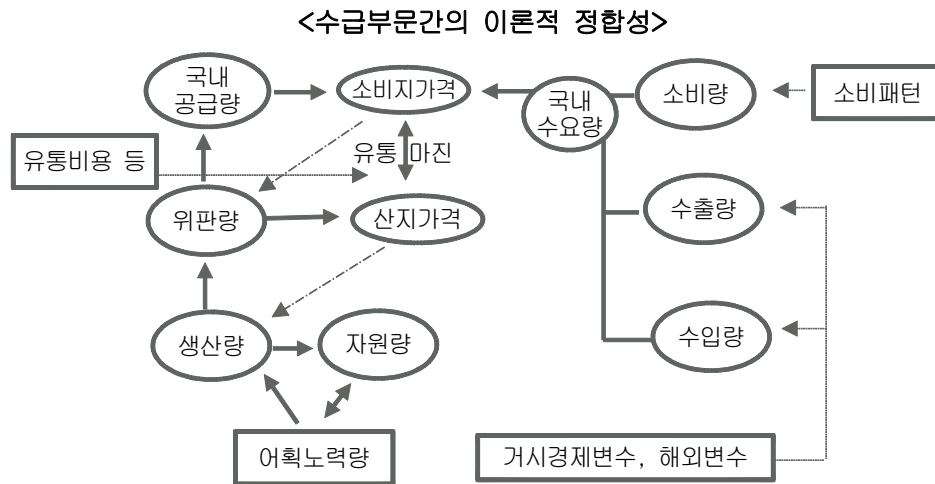 <수급부문간의 이론적 정합성>
국내
공급량
소비지가격
국내
수요량
소비량
소비패턴
유통비용 등
유통 마진
위판량
산지가격
수출량
생산량
자원량
수입량
어획노력량
거시경제변수, 해외변수